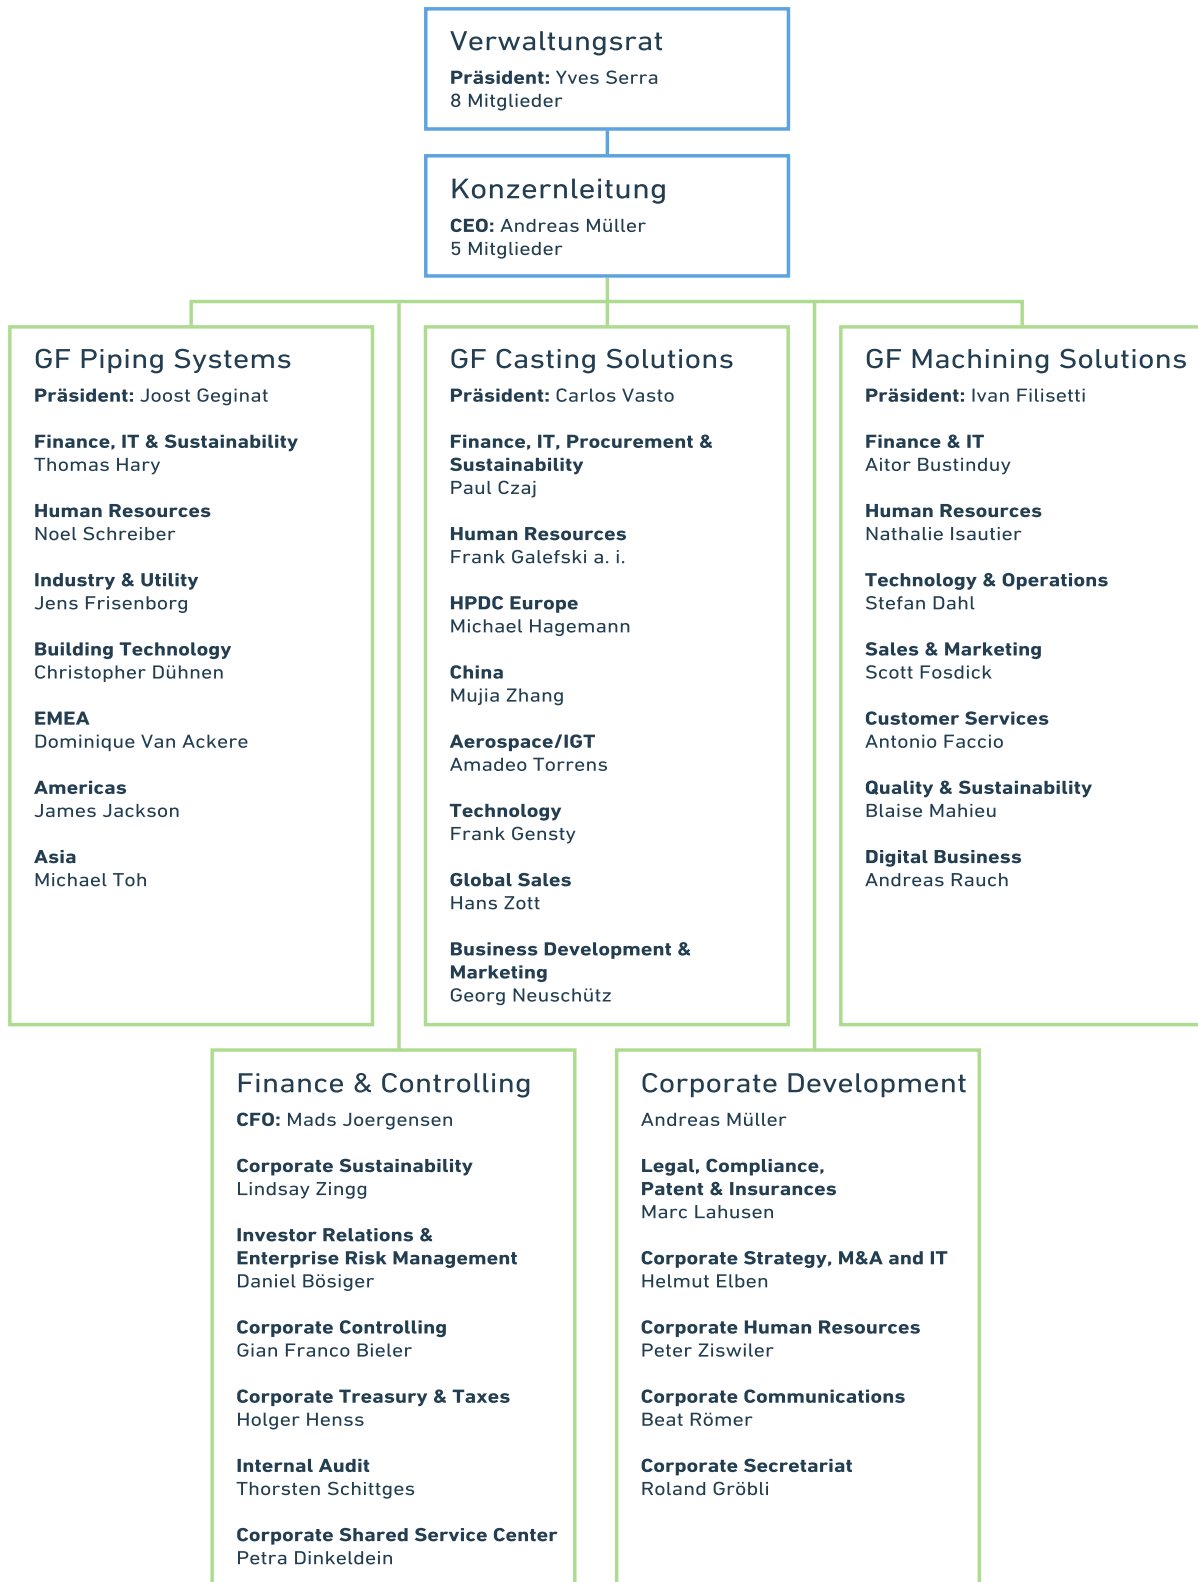 Verwaltungsrat
Präsident: Yves Serra
8 Mitglieder
Konzernleitung
CEO: Andreas Müller
5 Mitglieder
GF Piping Systems
Präsident: Joost Geginat
Finance, IT & Sustainability
Thomas Hary
Human Resources
Noel Schreiber
Industry & Utility
Jens Frisenborg
Building Technology
Christopher Dühnen
EMEA
Dominique Van Ackere
Americas
James Jackson
Asia
Michael Toh
GF Casting Solutions
Präsident: Carlos Vasto
Finance, IT, Procurement &
Sustainability
Paul Czaj
Human Resources
Frank Galefski a. i.
HPDC Europe
Michael Hagemann
China
Mujia Zhang
Aerospace/IGT
Amadeo Torrens
Technology
Frank Gensty
Global Sales
Hans Zott
Business Development &
Marketing
Georg Neuschütz
GF Machining Solutions
Präsident: Ivan Filisetti
Finance & IT
Aitor Bustinduy
Human Resources
Nathalie Isautier
Technology & Operations
Stefan Dahl
Sales & Marketing
Scott Fosdick
Customer Services
Antonio Faccio
Quality & Sustainability
Blaise Mahieu
Digital Business
Andreas Rauch
Finance & Controlling
CFO: Mads Joergensen
Corporate Sustainability
Lindsay Zingg
Investor Relations &
Enterprise Risk Management
Daniel Bösiger
Corporate Controlling
Gian Franco Bieler
Corporate Treasury & Taxes
Holger Henss
Internal Audit
Thorsten Schittges
Corporate Shared Service Center
Petra Dinkeldein
Corporate Development
Andreas Müller
Legal, Compliance,
Patent & Insurances
Marc Lahusen
Corporate Strategy, M&A and IT
Helmut Elben
Corporate Human Resources
Peter Ziswiler
Corporate Communications
Beat Römer
Corporate Secretariat
Roland Gröbli